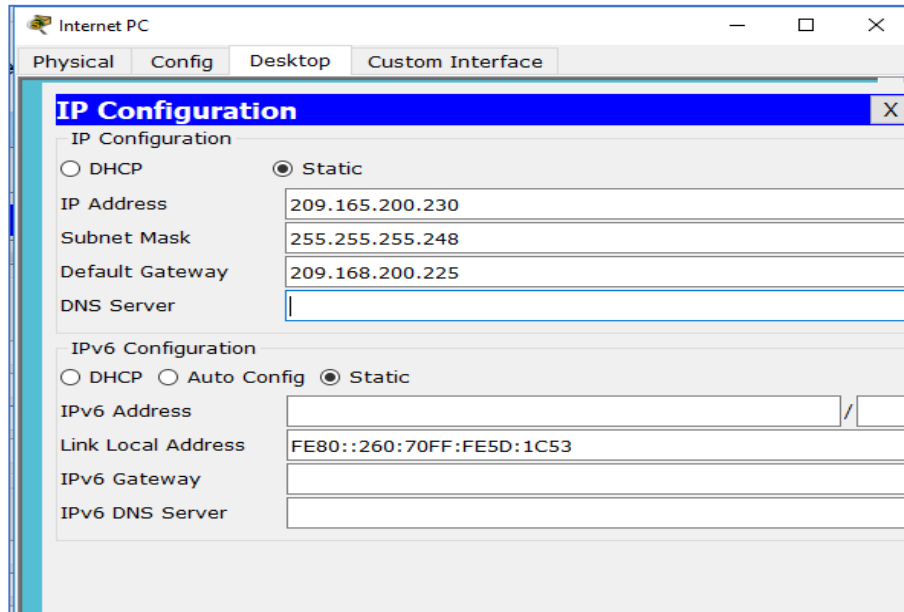 Internet PC
Physical Config Desktop Custom Interface
IP Configuration X
IP Configuration
DHCP Static
IP Address 209.165.200.230
Subnet Mask 255.255.255.248
Default Gateway 209.168.200.225
DNS Server
IPv6 Configuration
DHCP Auto Config Static
IPv6 Address /
Link Local Address FE80::260:70FF:FE5D:1C53
IPv6 Gateway
IPv6 DNS Server